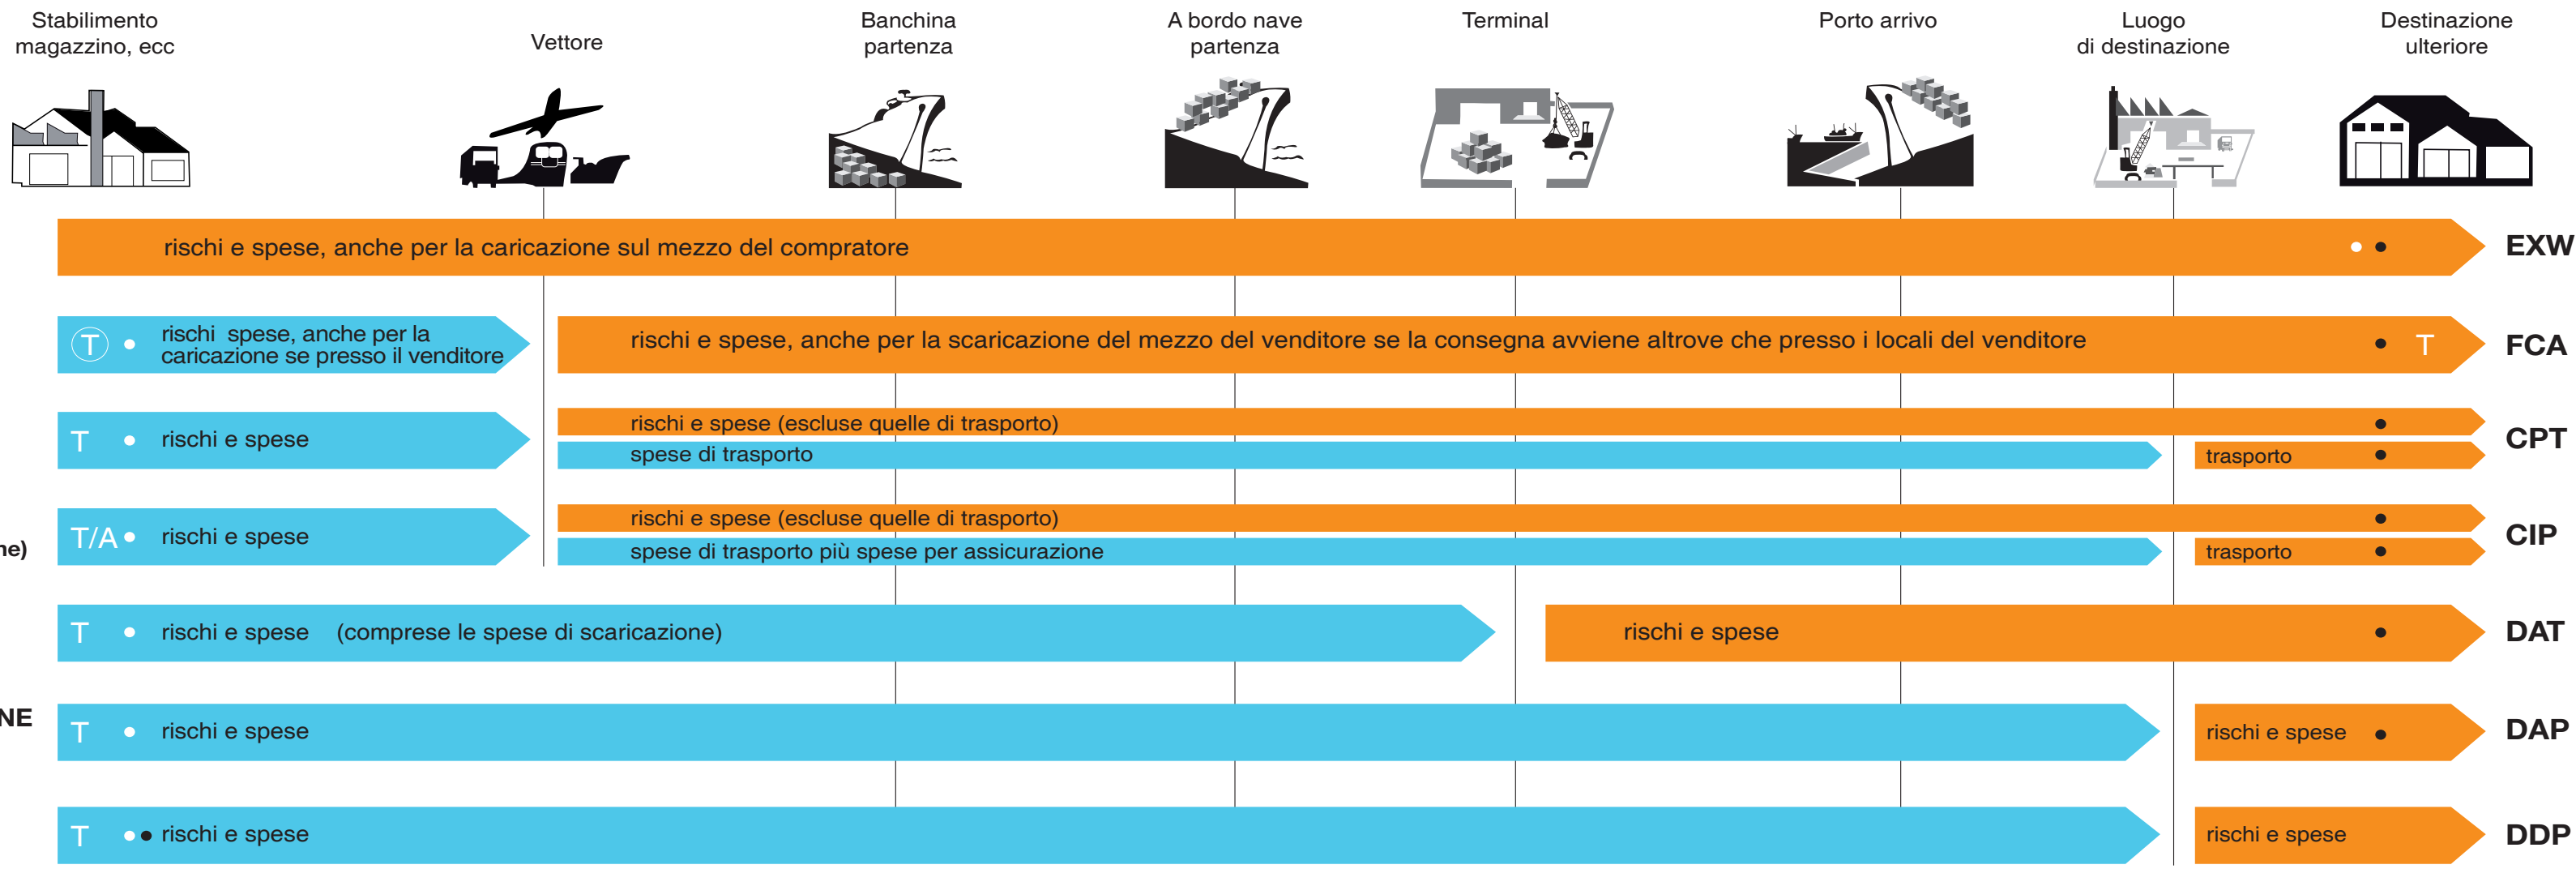 Stabilimento
magazzino, ecc
Vettore
Banchina
partenza
A bordo nave
partenza
Terminal
Porto arrivo
Luogo
di destinazione
Destinazione
ulteriore
rischi e spese, anche per la caricazione sul mezzo del compratore
EXW
T
rischi spese, anche per la
caricazione se presso il venditore
rischi e spese, anche per la scaricazione del mezzo del venditore se la consegna avviene altrove che presso i locali del venditore
T
FCA
T
rischi e spese
rischi e spese (escluse quelle di trasporto)
spese di trasporto
trasporto
CPT
ne)
T/A
rischi e spese
rischi e spese (escluse quelle di trasporto)
spese di trasporto più spese per assicurazione
trasporto
CIP
T
rischi e spese (comprese le spese di scaricazione)
rischi e spese
DAT
NE
T
rischi e spese
rischi e spese
DAP
T
rischi e spese
rischi e spese
DDP